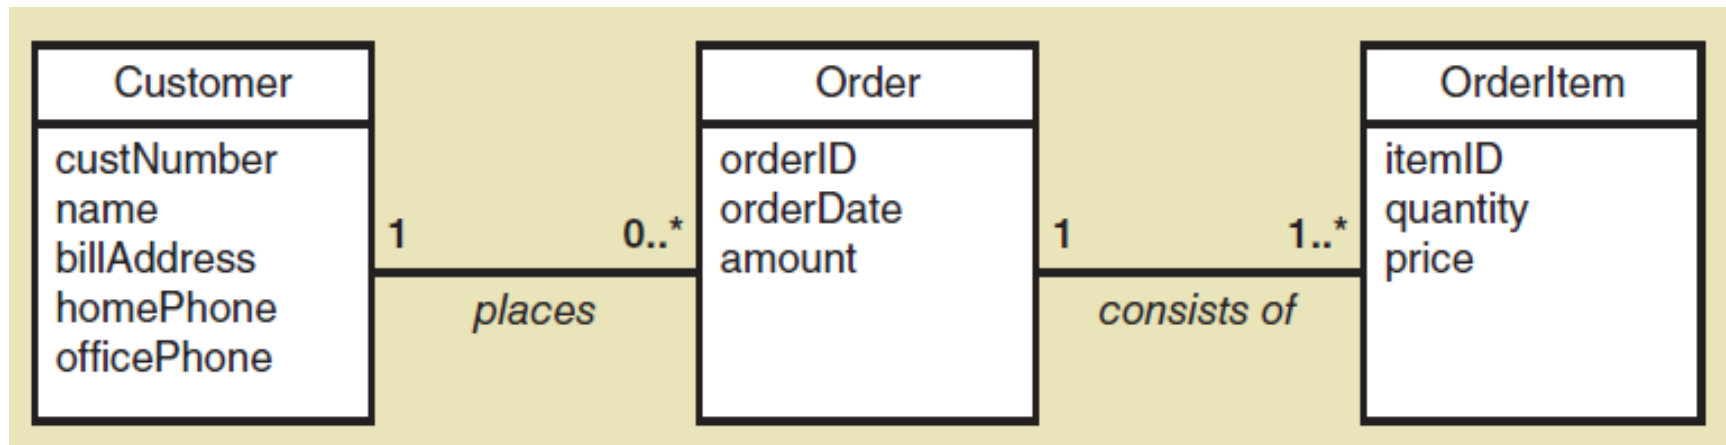 Customer
custNumber
name
billAddress
homePhone
officePhone
1
0..*
places
Order
orderID
orderDate
amount
1
1..*
consists of
OrderItem
itemID
quantity
price